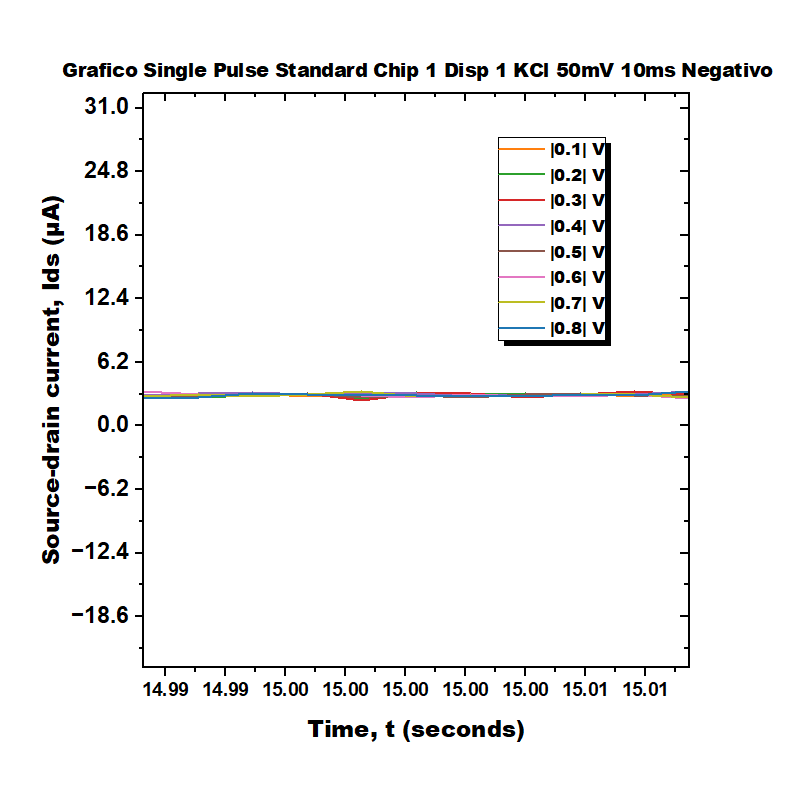 Grafico Single Pulse Standard Chip 1 Disp 1 KCl 50mV 10ms Negativo
31.0
24.8
18.6
12.4
6.2
0.0
−6.2
−12.4
−18.6
Source-drain current, Ids (μA)
|0.1| V
|0.2| V
|0.3| V
|0.4| V
|0.5| V
|0.6| V
|0.7| V
|0.8| V
14.99 14.99 15.00 15.00 15.00 15.00 15.00 15.01 15.01
Time, t (seconds)